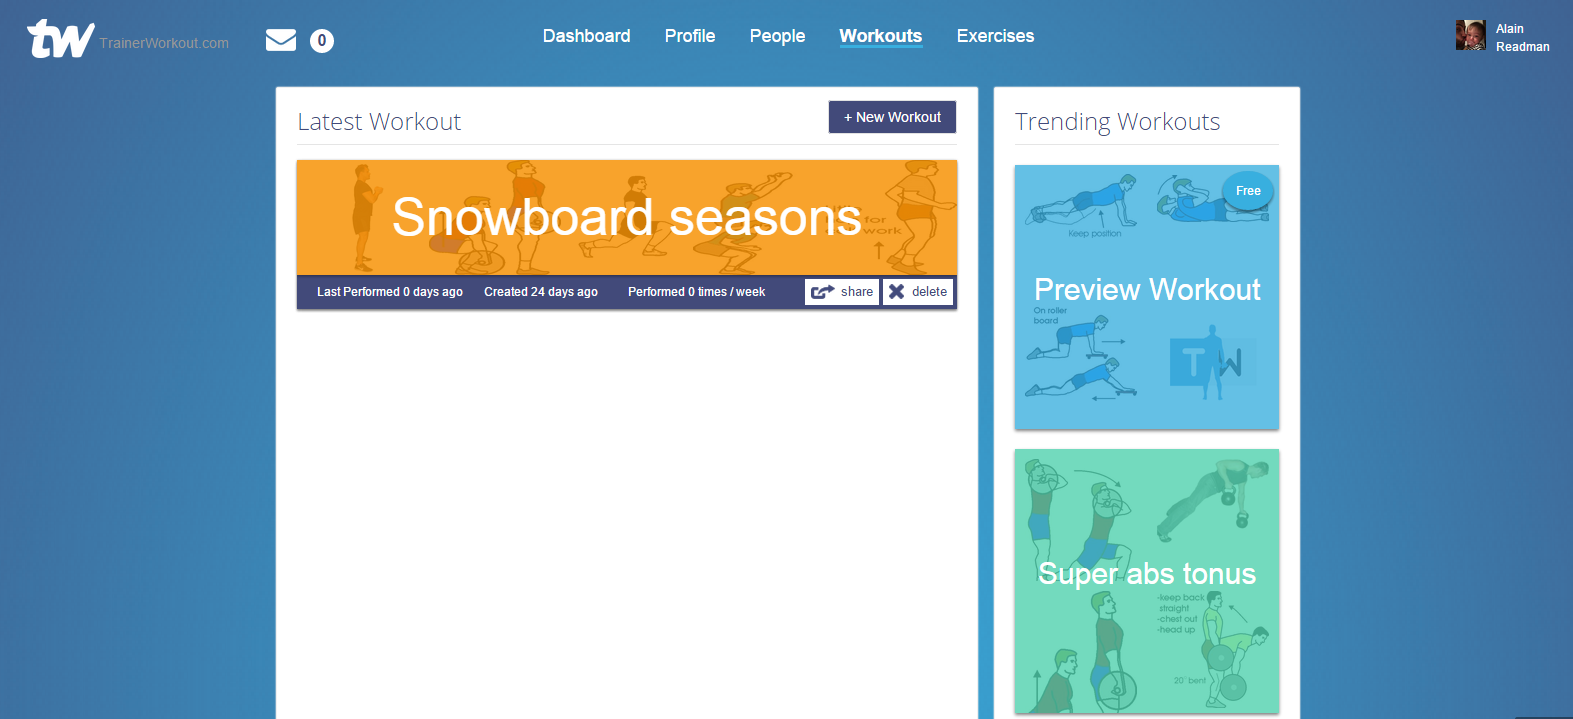 tw TrainerWorkout.com
0
Dashboard Profile People Workouts Exercises
Alain
Readman
Latest Workout
+ New Workout
Snowboard seasons
Last Performed 0 days ago Created 24 days ago Performed 0 times / week share delete
Trending Workouts
Free
Keep position
Preview Workout
On roller
board
TW
Super abs tonus
-keep back
straight
-chest out
-head up
20° bent